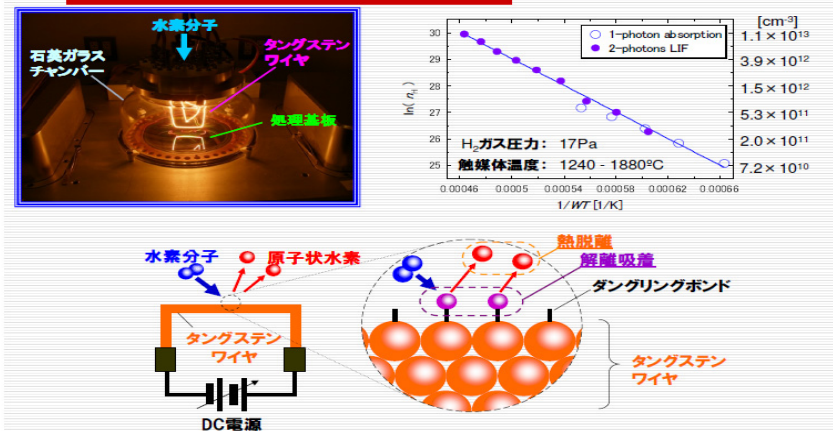 水素分子
石英ガラス
チャンバー
タングステン
ワイヤ
処理基板
[cm-3]
○ 1-photon absorption
● 2-photons LIF
30
29
28
27
26
25
ln( nH)
1.1 × 10¹³
3.9 × 10¹²
1.5 × 10¹²
5.3 × 10¹¹
2.0 × 10¹¹
7.2 × 10¹⁰
H₂ガス圧力: 17Pa
触媒体温度: 1240 - 1880ºC
0.00046 0.0005 0.00054 0.00058 0.00062 0.00066
1/WT [1/K]
水素分子
原子状水素
タングステン
ワイヤ
DC電源
熱脱離
解離吸着
ダングリングボンド
タングステン
ワイヤ